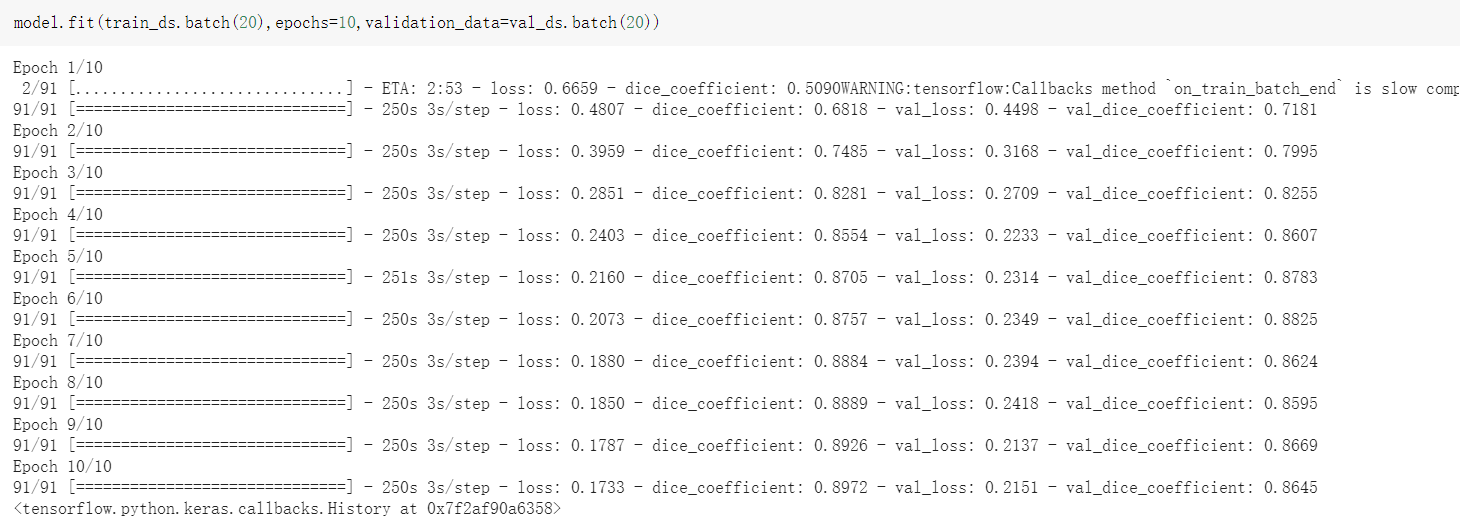 model.fit(train_ds.batch(20),epochs=10,validation_data=val_ds.batch(20))
Epoch 1/10
2/91 [..............................] - ETA: 2:53 - loss: 0.6659 - dice_coefficient: 0.5090WARNING:tensorflow:Callbacks method `on_train_batch_end` is slow comp
91/91 [==============================] - 250s 3s/step - loss: 0.4807 - dice_coefficient: 0.6818 - val_loss: 0.4498 - val_dice_coefficient: 0.7181
Epoch 2/10
91/91 [==============================] - 250s 3s/step - loss: 0.3959 - dice_coefficient: 0.7485 - val_loss: 0.3168 - val_dice_coefficient: 0.7995
Epoch 3/10
91/91 [==============================] - 250s 3s/step - loss: 0.2851 - dice_coefficient: 0.8281 - val_loss: 0.2709 - val_dice_coefficient: 0.8255
Epoch 4/10
91/91 [==============================] - 250s 3s/step - loss: 0.2403 - dice_coefficient: 0.8554 - val_loss: 0.2233 - val_dice_coefficient: 0.8607
Epoch 5/10
91/91 [==============================] - 251s 3s/step - loss: 0.2160 - dice_coefficient: 0.8705 - val_loss: 0.2314 - val_dice_coefficient: 0.8783
Epoch 6/10
91/91 [==============================] - 250s 3s/step - loss: 0.2073 - dice_coefficient: 0.8757 - val_loss: 0.2349 - val_dice_coefficient: 0.8825
Epoch 7/10
91/91 [==============================] - 250s 3s/step - loss: 0.1880 - dice_coefficient: 0.8884 - val_loss: 0.2394 - val_dice_coefficient: 0.8624
Epoch 8/10
91/91 [==============================] - 250s 3s/step - loss: 0.1850 - dice_coefficient: 0.8889 - val_loss: 0.2418 - val_dice_coefficient: 0.8595
Epoch 9/10
91/91 [==============================] - 250s 3s/step - loss: 0.1787 - dice_coefficient: 0.8926 - val_loss: 0.2137 - val_dice_coefficient: 0.8669
Epoch 10/10
91/91 [==============================] - 250s 3s/step - loss: 0.1733 - dice_coefficient: 0.8972 - val_loss: 0.2151 - val_dice_coefficient: 0.8645
<tensorflow.python.keras.callbacks.History at 0x7f2af90a6358>